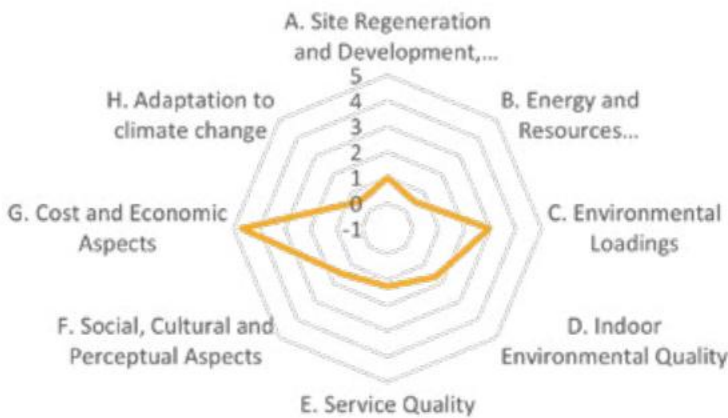 A. Site Regeneration
and Development,...
B. Energy and
Resources...
C. Environmental
Loadings
D. Indoor
Environmental Quality
E. Service Quality
F. Social, Cultural and
Perceptual Aspects
G. Cost and Economic
Aspects
H. Adaptation to
climate change
5
4
3
2
1
0
-1